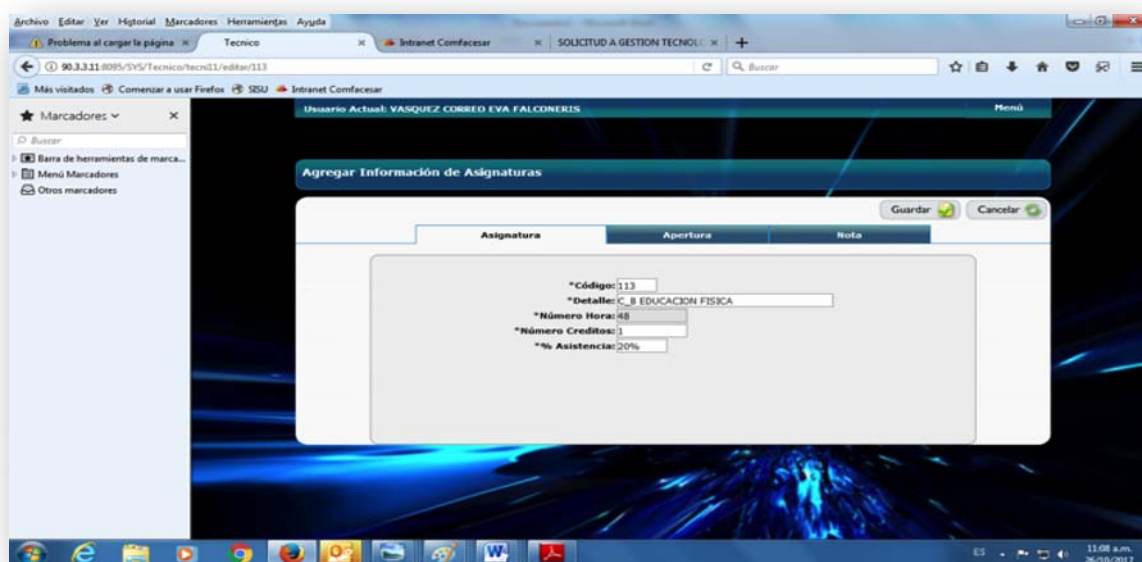 Archivo Editar Ver Historial Marcadores Herramientas Ayuda
Problema al cargar la página
Tecnico
Intranet Comfacesar
SOLICITUD A GESTION TECNOLO
90.3.3.11:8095/SYS/Tecnico/tecni11/editar/113
Buscar
Más visitados Comenzar a usar Firefox SISU Intranet Comfacesar
Marcadores
Buscar
Barra de herramientas de marca...
Menú Marcadores
Otros marcadores
Usuario Actual: VASQUEZ CORREO EVA FALCONERIS
Menú
Agregar Información de Asignaturas
Guardar Cancelar
Asignatura Apertura Nota
*Código: 113
*Detalle: C_B EDUCACION FISICA
*Número Hora: 48
*Número Creditos: 1
*% Asistencia: 20%
ES
11:08 a.m.
26/10/2017